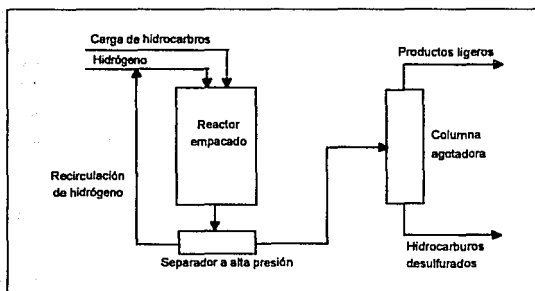 Carga de hidrocarbros
Hidrógeno
Productos ligeros
Reactor
empacado
Columna
agotadora
Recirculación
de hidrógeno
Separador a alta presión
Hidrocarburos
desulfurados